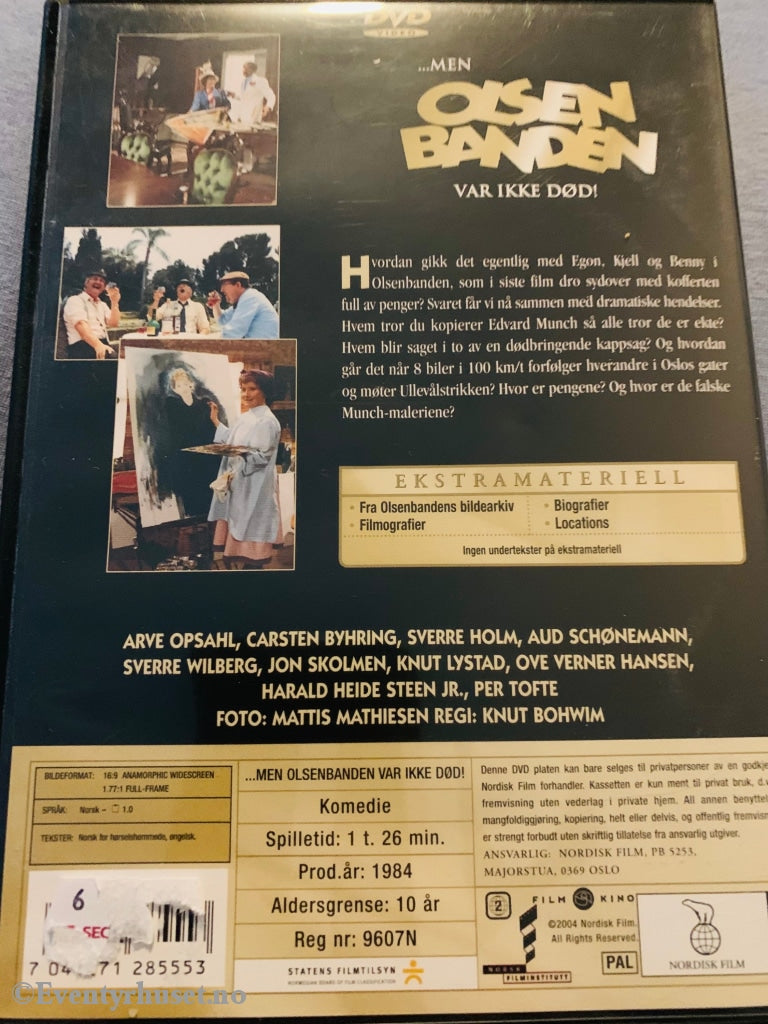 DVD
VIDEO
...MEN
OLSEN
BANDEN
VAR IKKE DØD!
Hvordan gikk det egentlig med Egon, Kjell og Benny i
Olsenbanden, som i siste film dro sydover med kofferten
full av penger? Svaret får vi nå sammen med dramatiske hendelser.
Hvem tror du kopierer Edvard Munch så alle tror de er ekte?
Hvem blir saget i to av en dødbringende kappsag? Og hvordan
går det når 8 biler i 100 km/t forfølger hverandre i Oslos gater
og møter Ullevålstrikken? Hvor er pengene? Og hvor er de falske
Munch-maleriene?
EKSTRAMATERIELL
• Fra Olsenbandens bildearkiv
• Filmografier
• Biografier
• Locations
Ingen undertekster på ekstramateriell
ARVE OPSAHL, CARSTEN BYHRING, SVERRE HOLM, AUD SCHØNEMANN,
SVERRE WILBERG, JON SKOLMEN, KNUT LYSTAD, OVE VERNER HANSEN,
HARALD HEIDE STEEN JR., PER TOFTE
FOTO: MATTIS MATHIESEN REGI: KNUT BOHWIM
BILDEFORMAT: 16:9 ANAMORPHIC WIDESCREEN
1.77:1 FULL-FRAME
SPRÅK: Norsk - 1.0
TEKSTER: Norsk for hørselshemmede, engelsk.
6
SEC
7 04 71 285553
...MEN OLSENBANDEN VAR IKKE DØD!
Komedie
Spilletid: 1 t. 26 min.
Prod.år: 1984
Aldersgrense: 10 år
Reg nr: 9607N
STATENS FILMTILSYN
NORWEGIAN BOARD OF FILM CLASSIFICATION
Denne DVD platen kan bare selges til privatpersoner av en godkje
Nordisk Film forhandler. Kassetten er kun ment til privat bruk, d.v
fremvisning uten vederlag i private hjem. All annen benyttel
mangfoldiggjøring, kopiering, helt eller delvis, og offentlig fremvisn
er strengt forbudt uten skriftlig tillatelse fra ansvarlig utgiver.
ANSVARLIG: NORDISK FILM, PB 5253,
MAJORSTUA, 0369 OSLO
2
FILM KINO
NORSK
FILMINSTITUTT
©2004 Nordisk Film.
All Rights Reserved.
PAL
NORDISK FILM
©Eventyrhuset.no